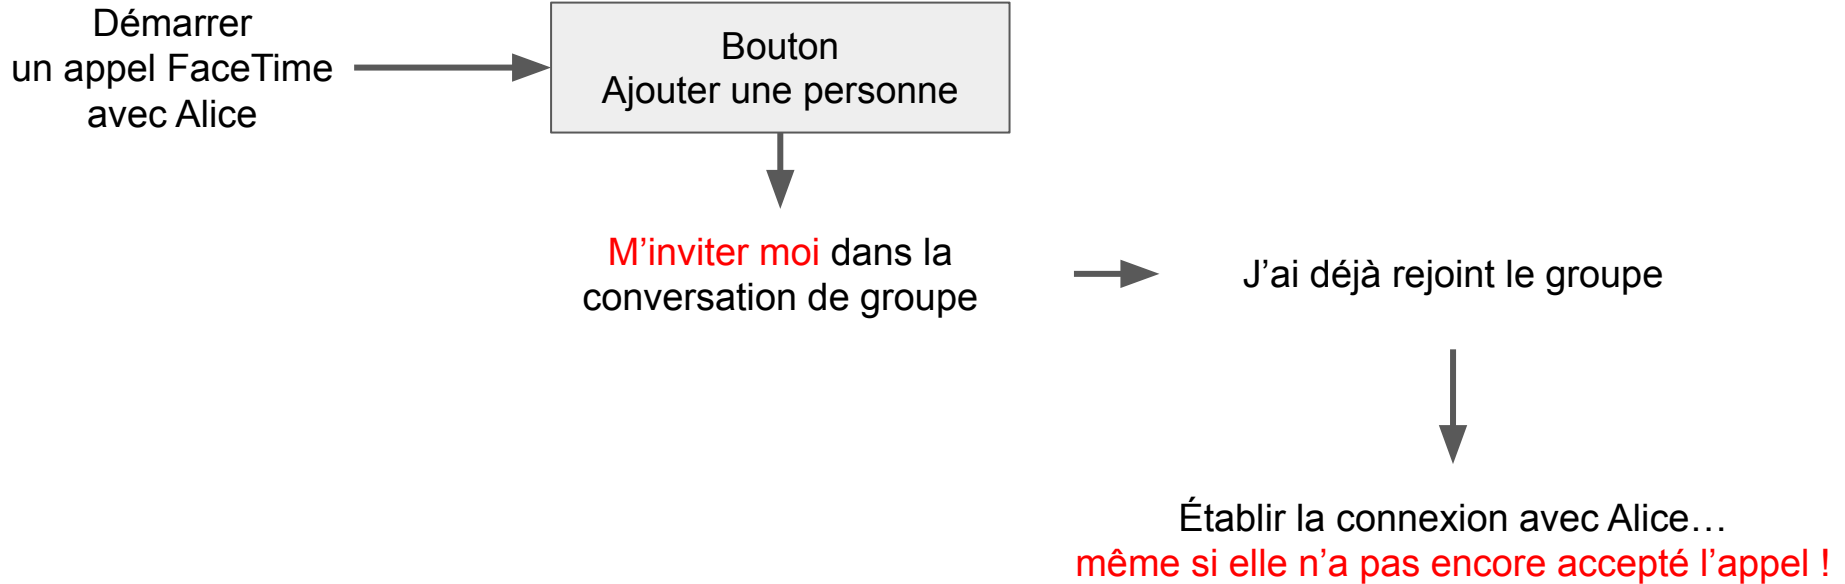 Démarrer
un appel FaceTime
avec Alice
Bouton
Ajouter une personne
M’inviter moi dans la
conversation de groupe
J’ai déjà rejoint le groupe
Établir la connexion avec Alice…
même si elle n’a pas encore accepté l’appel !